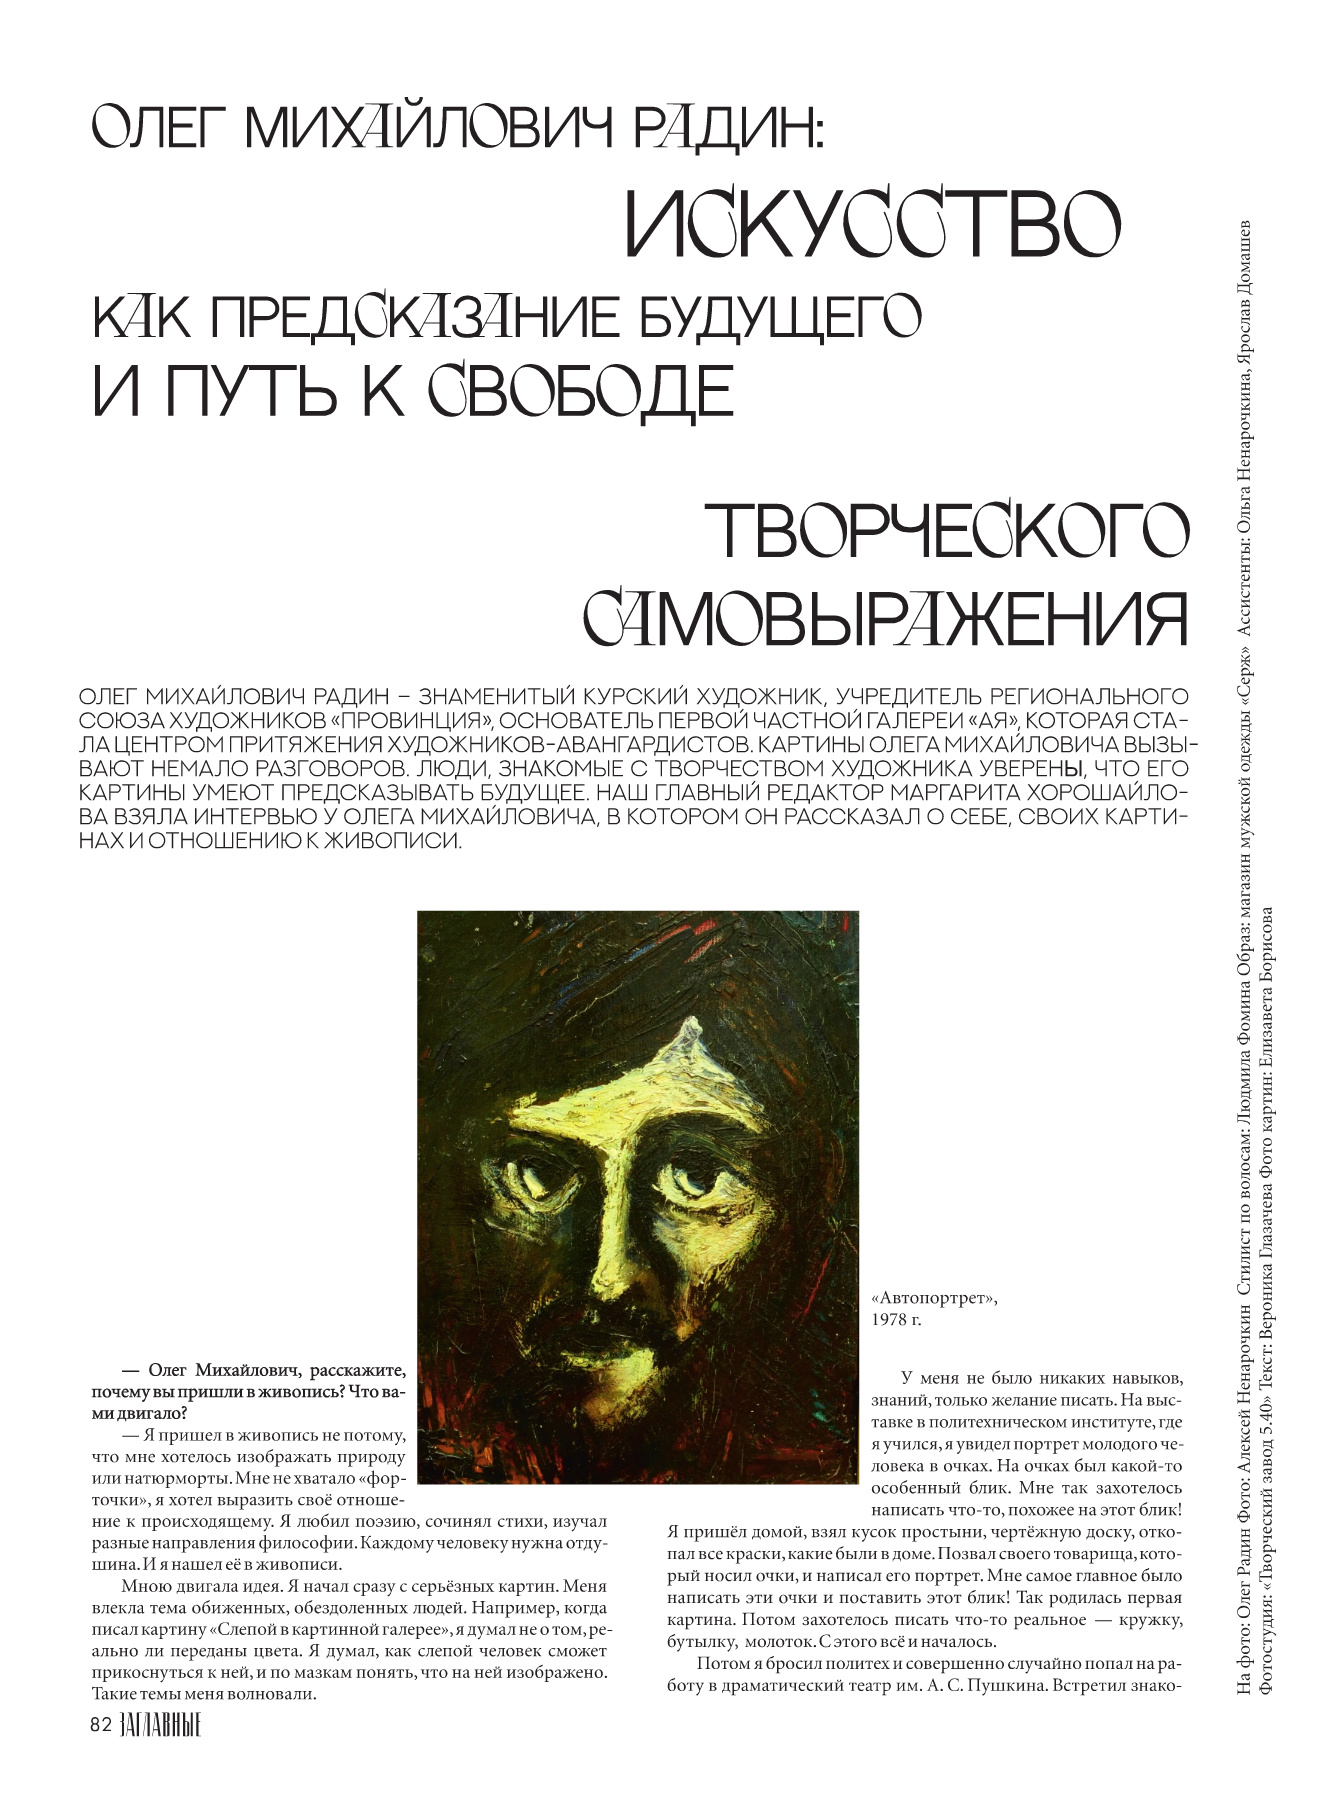 ОЛЕГ МИХАЙЛОВИЧ РАДИН:
ИСКУССТВО
КАК ПРЕДСКАЗАНИЕ БУДУЩЕГО
И ПУТЬ К СВОБОДЕ
ТВОРЧЕСКОГО
САМОВЫРАЖЕНИЯ
ОЛЕГ МИХАЙЛОВИЧ РАДИН – ЗНАМЕНИТЫЙ КУРСКИЙ ХУДОЖНИК, УЧРЕДИТЕЛЬ РЕГИОНАЛЬНОГО
СОЮЗА ХУДОЖНИКОВ «ПРОВИНЦИЯ», ОСНОВАТЕЛЬ ПЕРВОЙ ЧАСТНОЙ ГАЛЕРЕИ «АЯ», КОТОРАЯ СТА-
ЛА ЦЕНТРОМ ПРИТЯЖЕНИЯ ХУДОЖНИКОВ-АВАНГАРДИСТОВ. КАРТИНЫ ОЛЕГА МИХАЙЛОВИЧА ВЫЗЫ-
ВАЮТ НЕМАЛО РАЗГОВОРОВ. ЛЮДИ, ЗНАКОМЫЕ С ТВОРЧЕСТВОМ ХУДОЖНИКА УВЕРЕНЫ, ЧТО ЕГО
КАРТИНЫ УМЕЮТ ПРЕДСКАЗЫВАТЬ БУДУЩЕЕ. НАШ ГЛАВНЫЙ РЕДАКТОР МАРГАРИТА ХОРОШАЙЛО-
ВА ВЗЯЛА ИНТЕРВЬЮ У ОЛЕГА МИХАЙЛОВИЧА, В КОТОРОМ ОН РАССКАЗАЛ О СЕБЕ, СВОИХ КАРТИ-
НАХ И ОТНОШЕНИЮ К ЖИВОПИСИ.
«Автопортрет»,
1978 г.
— Олег Михайлович, расскажите,
почему вы пришли в живопись? Что ва-
ми двигало?
— Я пришел в живопись не потому,
что мне хотелось изображать природу
или натюрморты. Мне не хватало «фор-
точки», я хотел выразить своё отноше-
ние к происходящему. Я любил поэзию, сочинял стихи, изучал
разные направления философии. Каждому человеку нужна отду-
шина. И я нашел её в живописи.
Мною двигала идея. Я начал сразу с серьёзных картин. Меня
влекла тема обиженных, обездоленных людей. Например, когда
писал картину «Слепой в картинной галерее», я думал не о том, ре-
ально ли переданы цвета. Я думал, как слепой человек сможет
прикоснуться к ней, и по мазкам понять, что на ней изображено.
Такие темы меня волновали.
У меня не было никаких навыков,
знаний, только желание писать. На выс-
тавке в политехническом институте, где
я учился, я увидел портрет молодого че-
ловека в очках. На очках был какой-то
особенный блик. Мне так захотелось
написать что-то, похожее на этот блик!
Я пришёл домой, взял кусок простыни, чертёжную доску, отко-
пал все краски, какие были в доме. Позвал своего товарища, кото-
рый носил очки, и написал его портрет. Мне самое главное было
написать эти очки и поставить этот блик! Так родилась первая
картина. Потом захотелось писать что-то реальное — кружку,
бутылку, молоток. С этого всё и началось.
Потом я бросил политех и совершенно случайно попал на ра-
боту в драматический театр им. А. С. Пушкина. Встретил знако-
82 ЗАГЛАВНЫЕ
На фото: Олег Радин Фото: Алексей Ненарочкин Стилист по волосам: Людмила Фомина Образ: магазин мужской одежды «Серж» Ассистенты: Ольга Ненарочкина, Ярослав Домашев
Фотостудия: «Творческий завод 5.40» Текст: Вероника Глазачева Фото картин: Елизавета Борисова